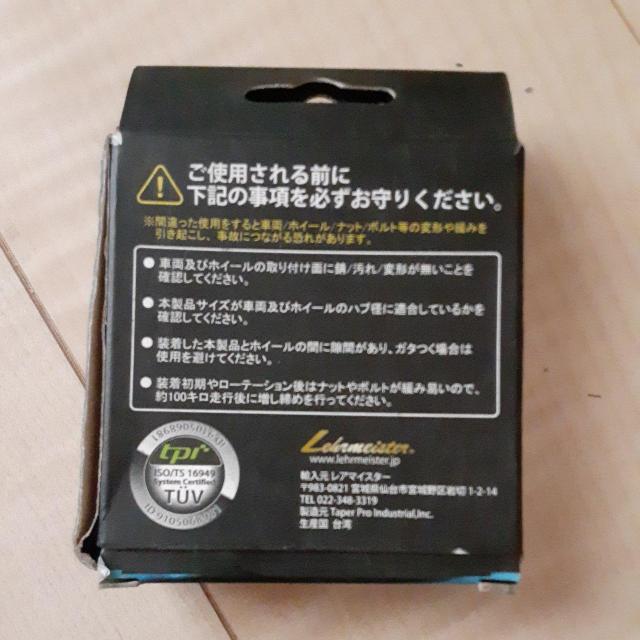 ご使用される前に
下記の事項を必ずお守りください。
※間違った使用をすると車両/ホイール/ナット/ボルト等の変形や緩みを
引き起こし、事故につながる恐れがあります。
● 車両及びホイールの取り付け面に錆/汚れ/変形が無いことを
確認してください。
● 本製品サイズが車両及びホイールのハブ径に適合しているかを
確認してください。
● 装着した本製品とホイールの間に隙間があり、ガタつく場合は
使用を避けてください。
● 装着初期やローテーション後はナットやボルトが緩み易いので、
約100キロ走行後に増し締めを行ってください。
tpr
ISO/TS 16949
System Certified
TÜV
Lehrmeister
www.lehrmeister.jp
輸入元 レアマイスター
〒983-0821 宮城県仙台市宮城野区岩切 1-2-14
TEL 022-348-3319
製造元 Taper Pro Industrial,Inc.
生産国 台湾